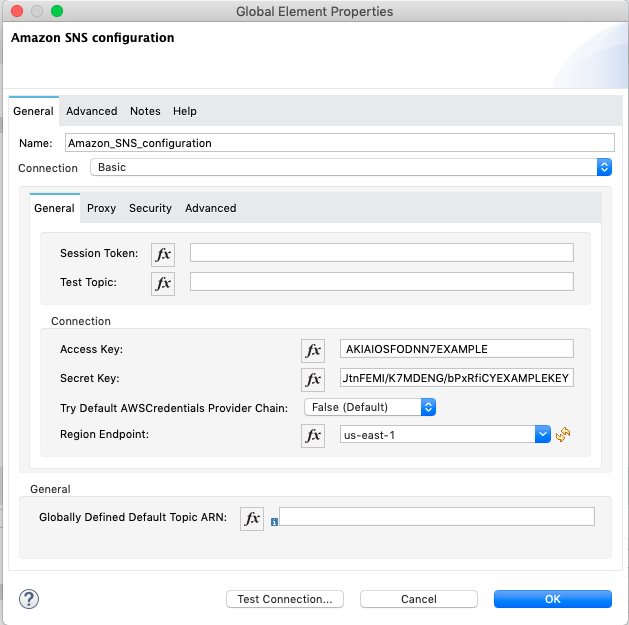 Global Element Properties
Amazon SNS configuration
General Advanced Notes Help
Name: Amazon_SNS_configuration
Connection Basic
General Proxy Security Advanced
Session Token: fx
Test Topic: fx
Connection
Access Key: fx AKIAIOSFODNN7EXAMPLE
Secret Key: fx JtnFEMI/K7MDENG/bPxRfiCYEXAMPLEKEY
Try Default AWSCredentials Provider Chain: False (Default)
Region Endpoint: fx us-east-1
General
Globally Defined Default Topic ARN: fx i
? Test Connection... Cancel OK